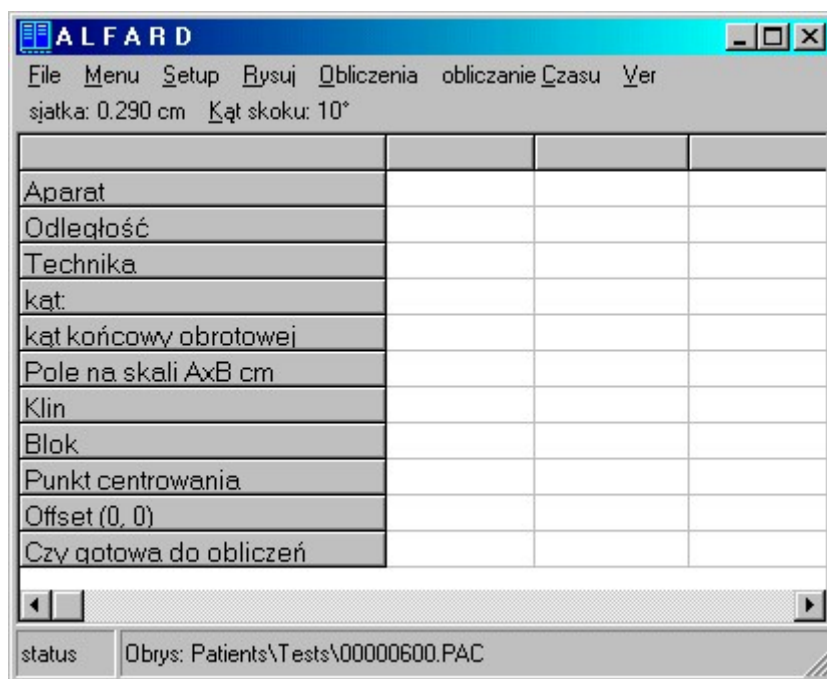 ALFARD
File Menu Setup Rysuj Obliczenia obliczanie Czasu Ver
siatka: 0.290 cm Kąt skoku: 10°
Aparat
Odległość
Technika
kąt:
kąt końcowy obrotowej
Pole na skali AxB cm
Klin
Blok
Punkt centrowania
Offset (0, 0)
Czy gotowa do obliczeń
status Obrys: Patients\Tests\00000600.PAC